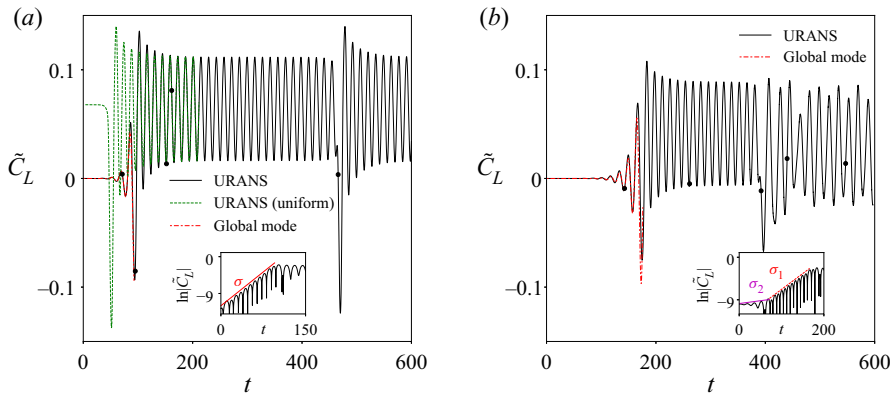 (a)
0.1
0
−0.1
C̃_L
URANS
URANS (uniform)
Global mode
0
−9
ln|C̃_L|
σ
0
t
150
0
200
400
600
t
(b)
0.1
0
−0.1
C̃_L
URANS
Global mode
0
−9
ln|C̃_L|
σ₂
σ₁
0
t
200
0
200
400
600
t